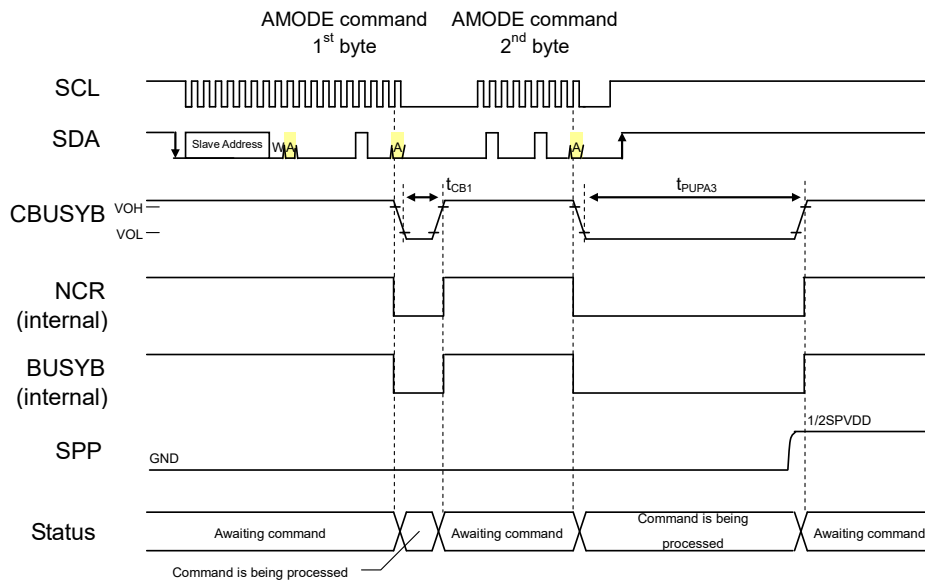 AMODE command
1st byte
AMODE command
2nd byte
SCL
SDA
Slave Address
W
A
A
A
CBUSYB
VOH
VOL
tCB1
tPUPA3
NCR
(internal)
BUSYB
(internal)
SPP
GND
1/2SPVDD
Status
Awaiting command
Awaiting command
Command is being
processed
Awaiting command
Command is being processed